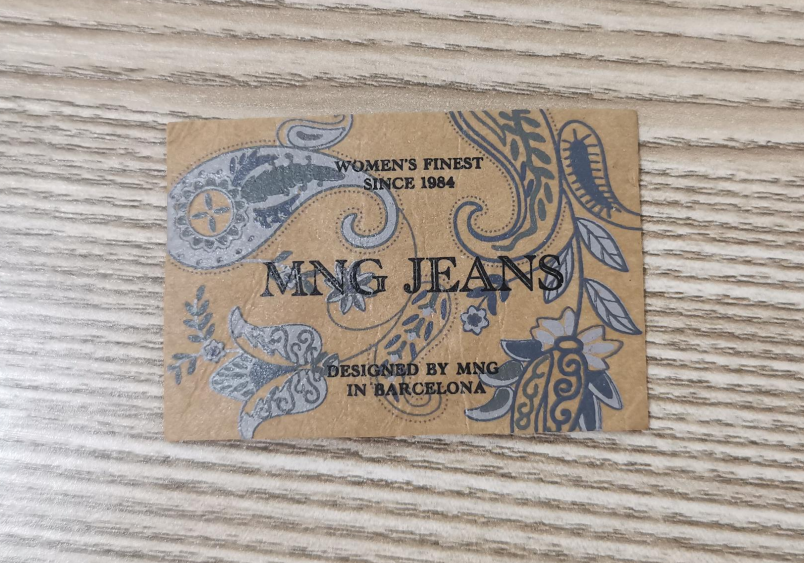 WOMEN'S FINEST
SINCE 1984
MNG JEANS
DESIGNED BY MNG
IN BARCELONA